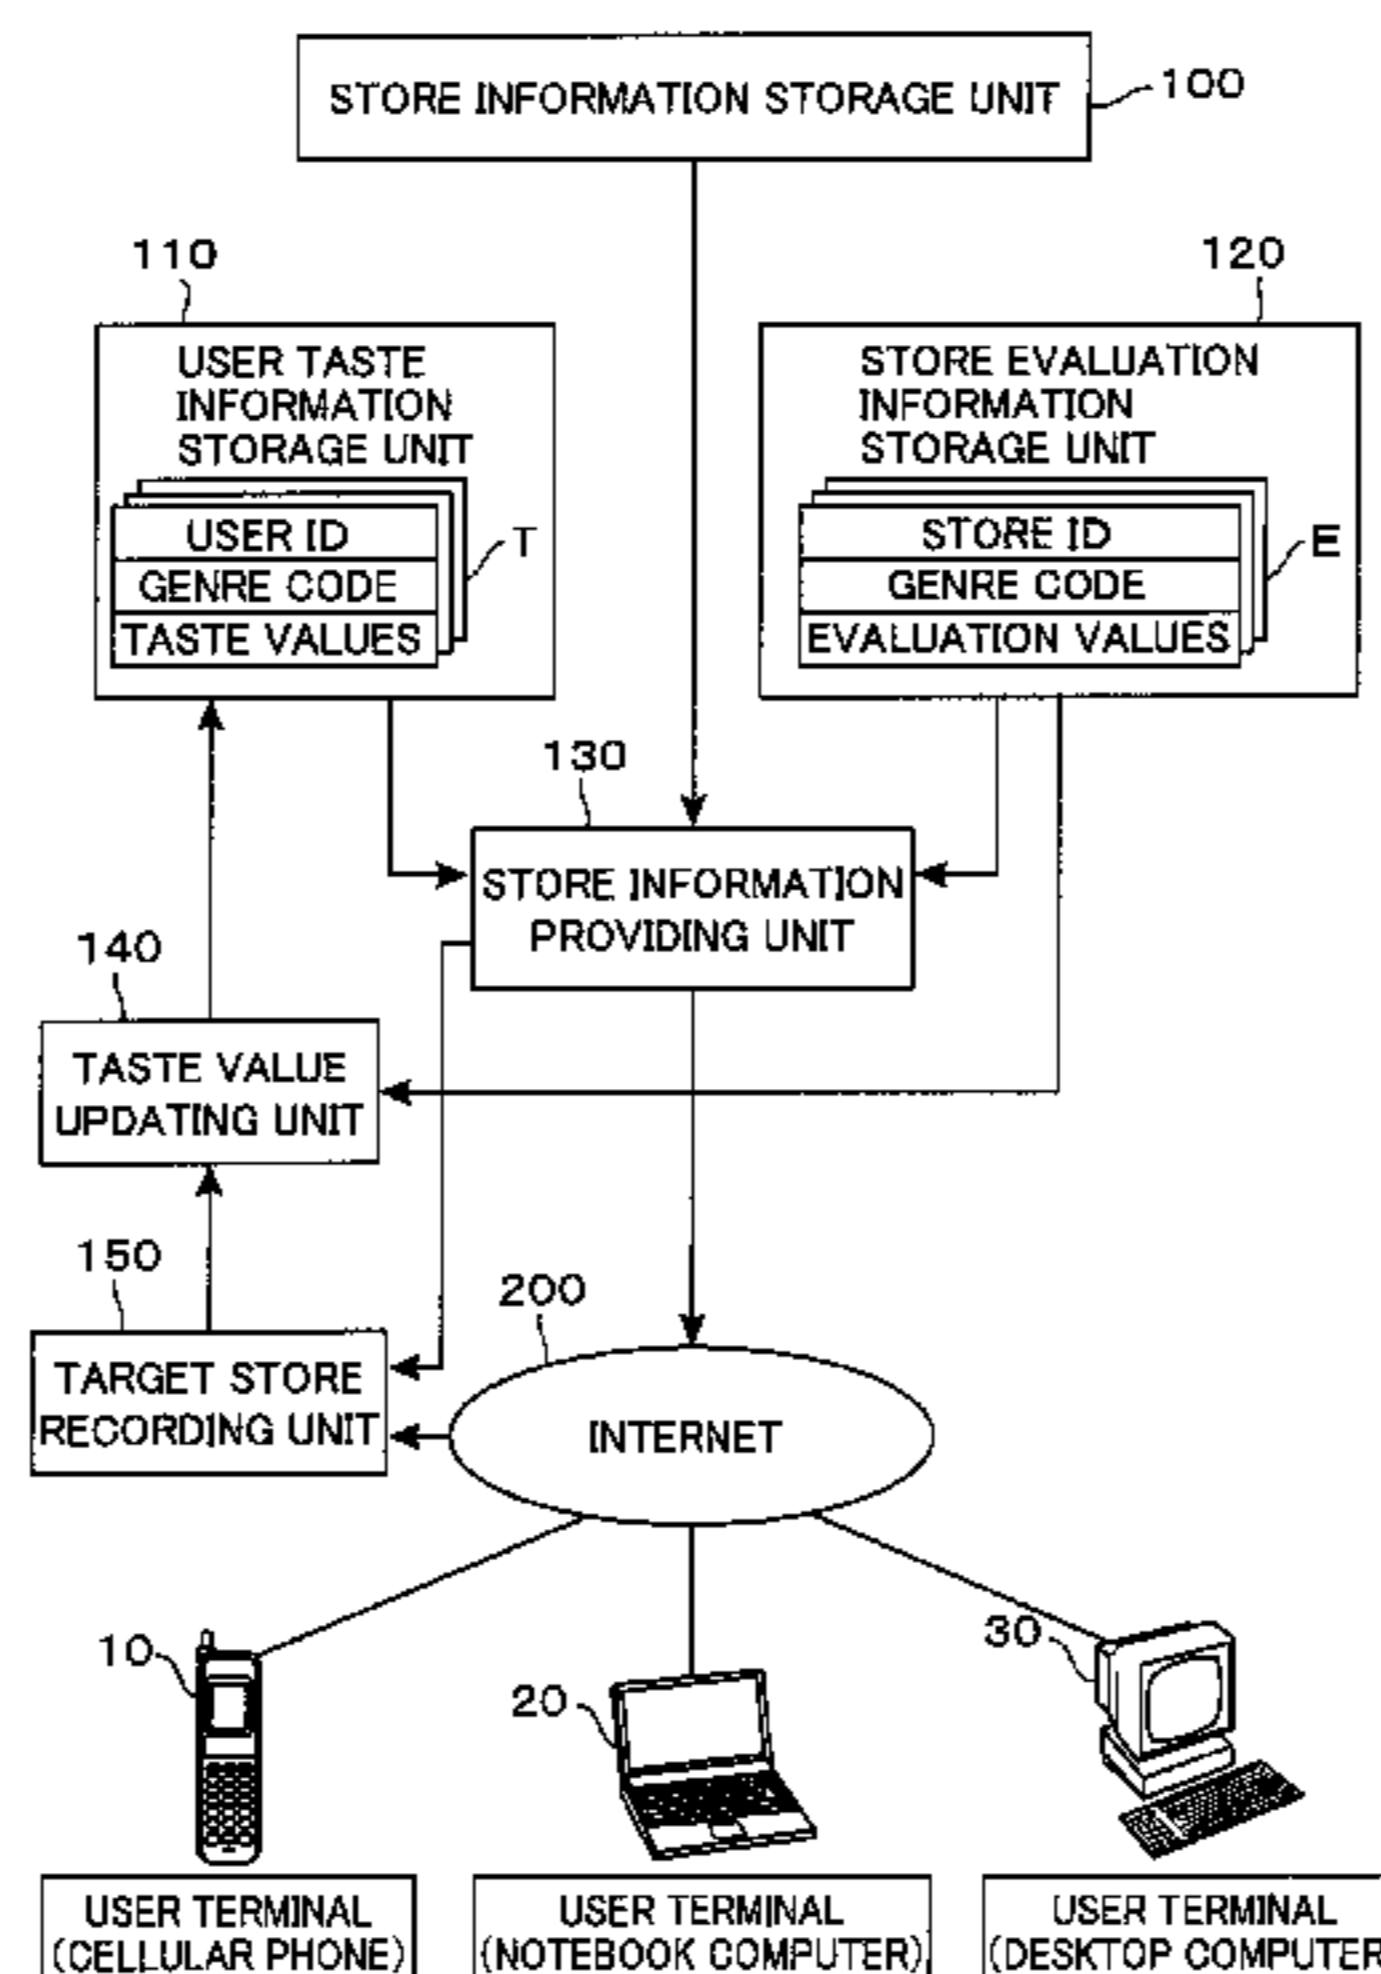 STORE INFORMATION STORAGE UNIT
100
110
USER TASTE
INFORMATION
STORAGE UNIT
USER ID
GENRE CODE
TASTE VALUES
T
120
STORE EVALUATION
INFORMATION
STORAGE UNIT
STORE ID
GENRE CODE
EVALUATION VALUES
E
130
STORE INFORMATION
PROVIDING UNIT
140
TASTE VALUE
UPDATING UNIT
150
TARGET STORE
RECORDING UNIT
200
INTERNET
10
20
30
USER TERMINAL
(CELLULAR PHONE)
USER TERMINAL
(NOTEBOOK COMPUTER)
USER TERMINAL
(DESKTOP COMPUTER